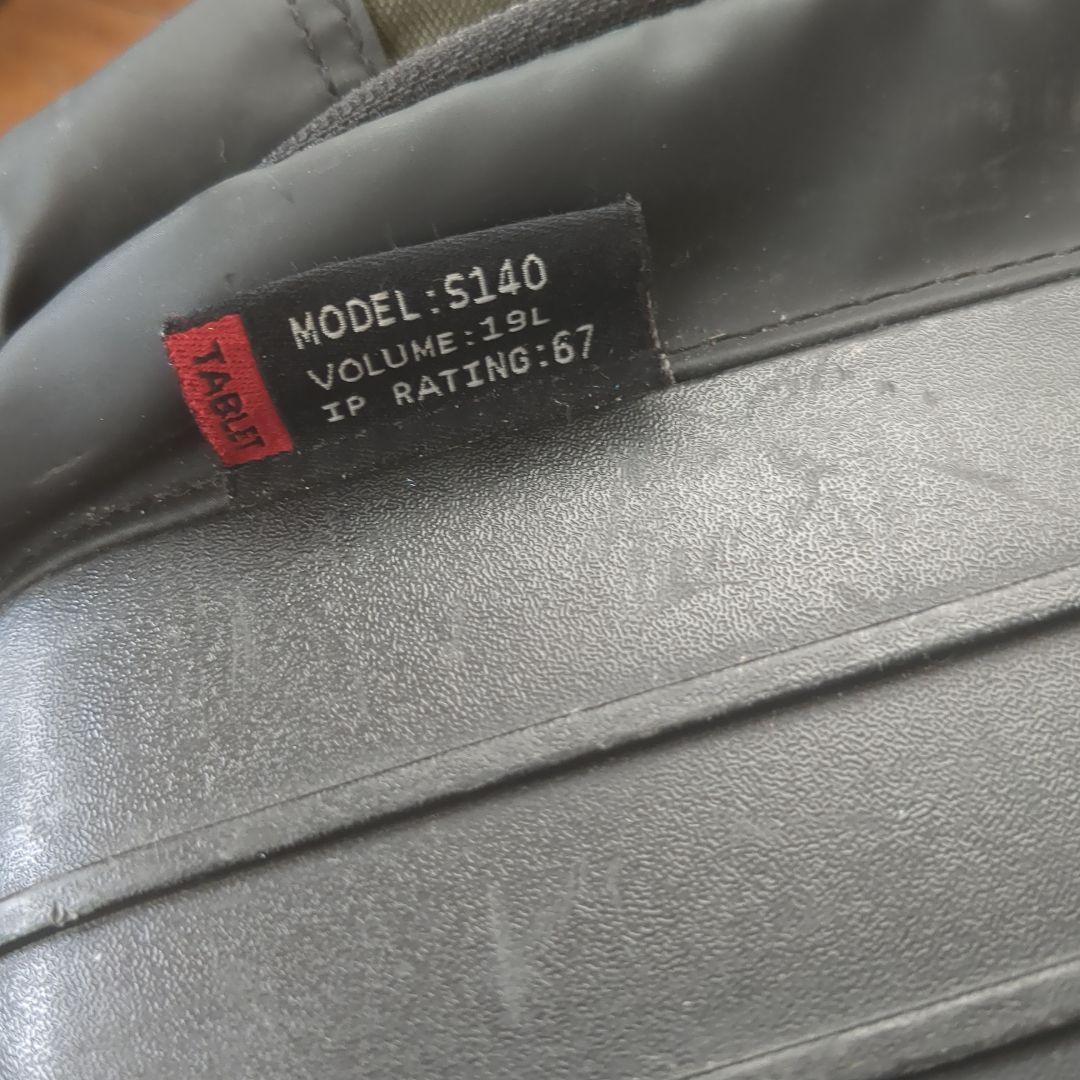 TABLET
MODEL:S140
VOLUME:19L
IP RATING:67